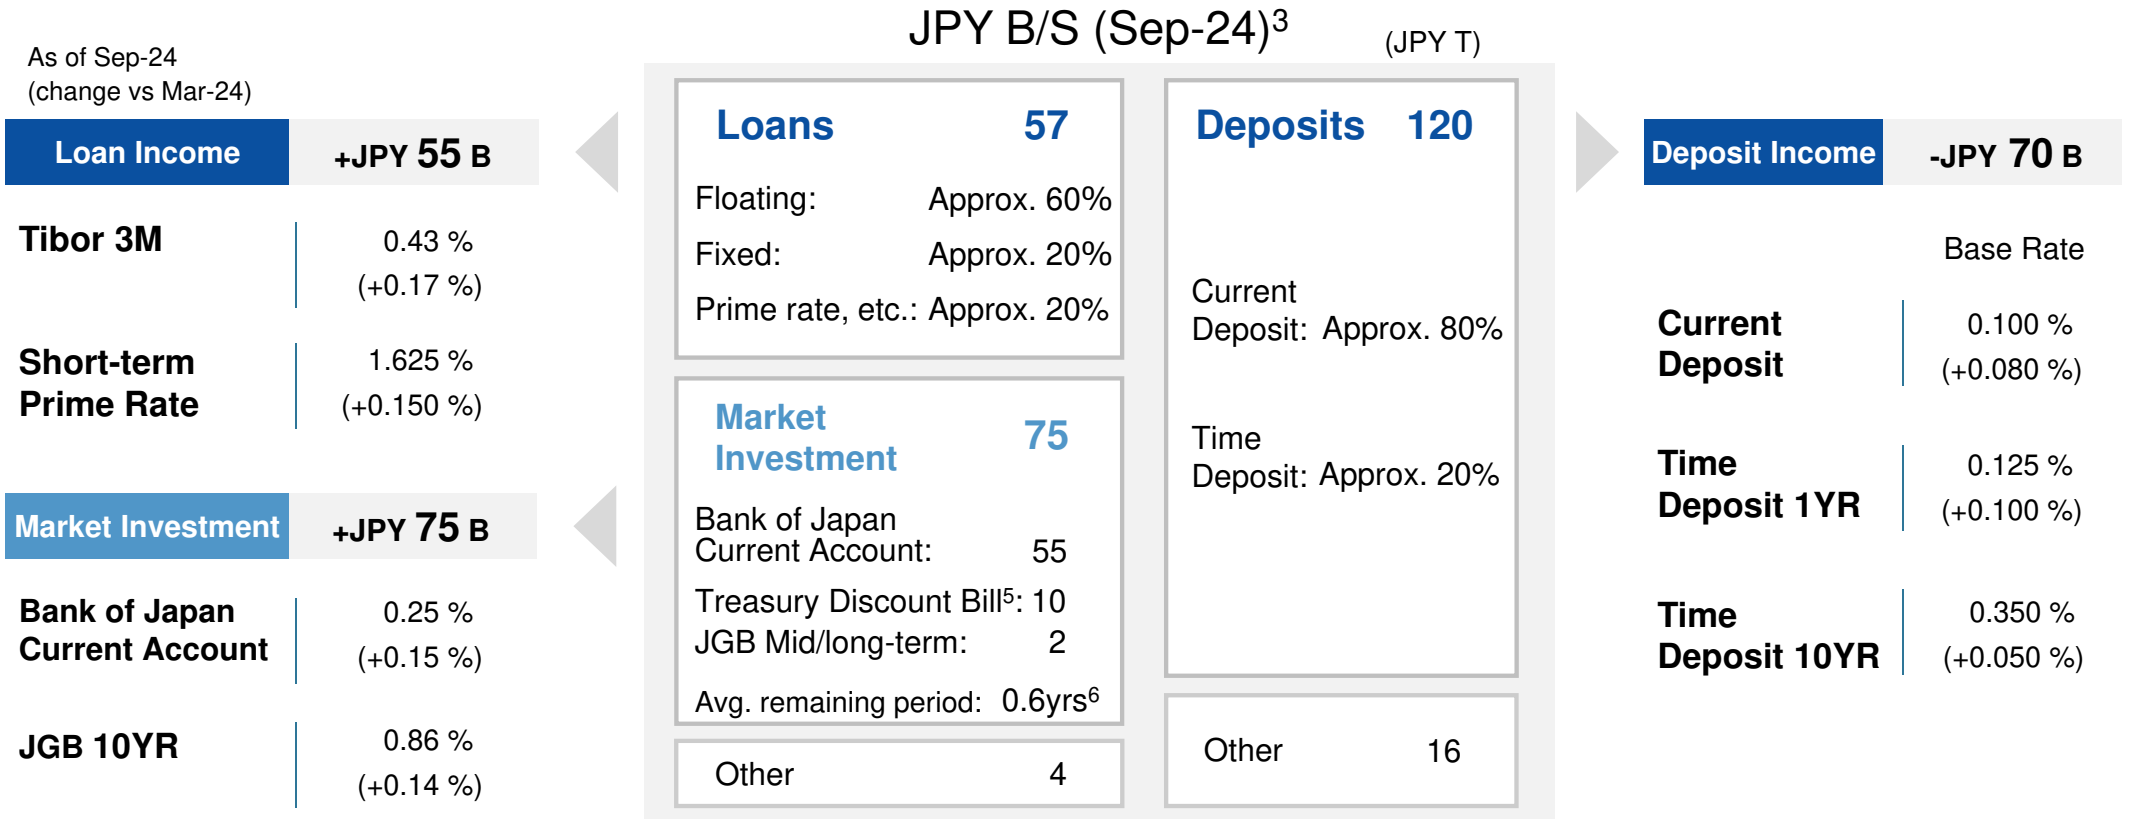 JPY B/S (Sep-24)3
(JPY T)
As of Sep-24
(change vs Mar-24)
Loan Income +JPY 55 B
Tibor 3M 0.43 %
(+0.17 %)
Short-term
Prime Rate
1.625 %
(+0.150 %)
Market Investment +JPY 75 B
Bank of Japan
Current Account
0.25 %
(+0.15 %)
JGB 10YR 0.86 %
(+0.14 %)
Loans 57
Floating: Approx. 60%
Fixed: Approx. 20%
Prime rate, etc.: Approx. 20%
Market
Investment
75
Bank of Japan
Current Account: 55
Treasury Discount Bill5: 10
JGB Mid/long-term: 2
Avg. remaining period: 0.6yrs6
Other 4
Deposits 120
Current
Deposit: Approx. 80%
Time
Deposit: Approx. 20%
Other 16
Deposit Income -JPY 70 B
Base Rate
Current
Deposit
0.100 %
(+0.080 %)
Time
Deposit 1YR
0.125 %
(+0.100 %)
Time
Deposit 10YR
0.350 %
(+0.050 %)